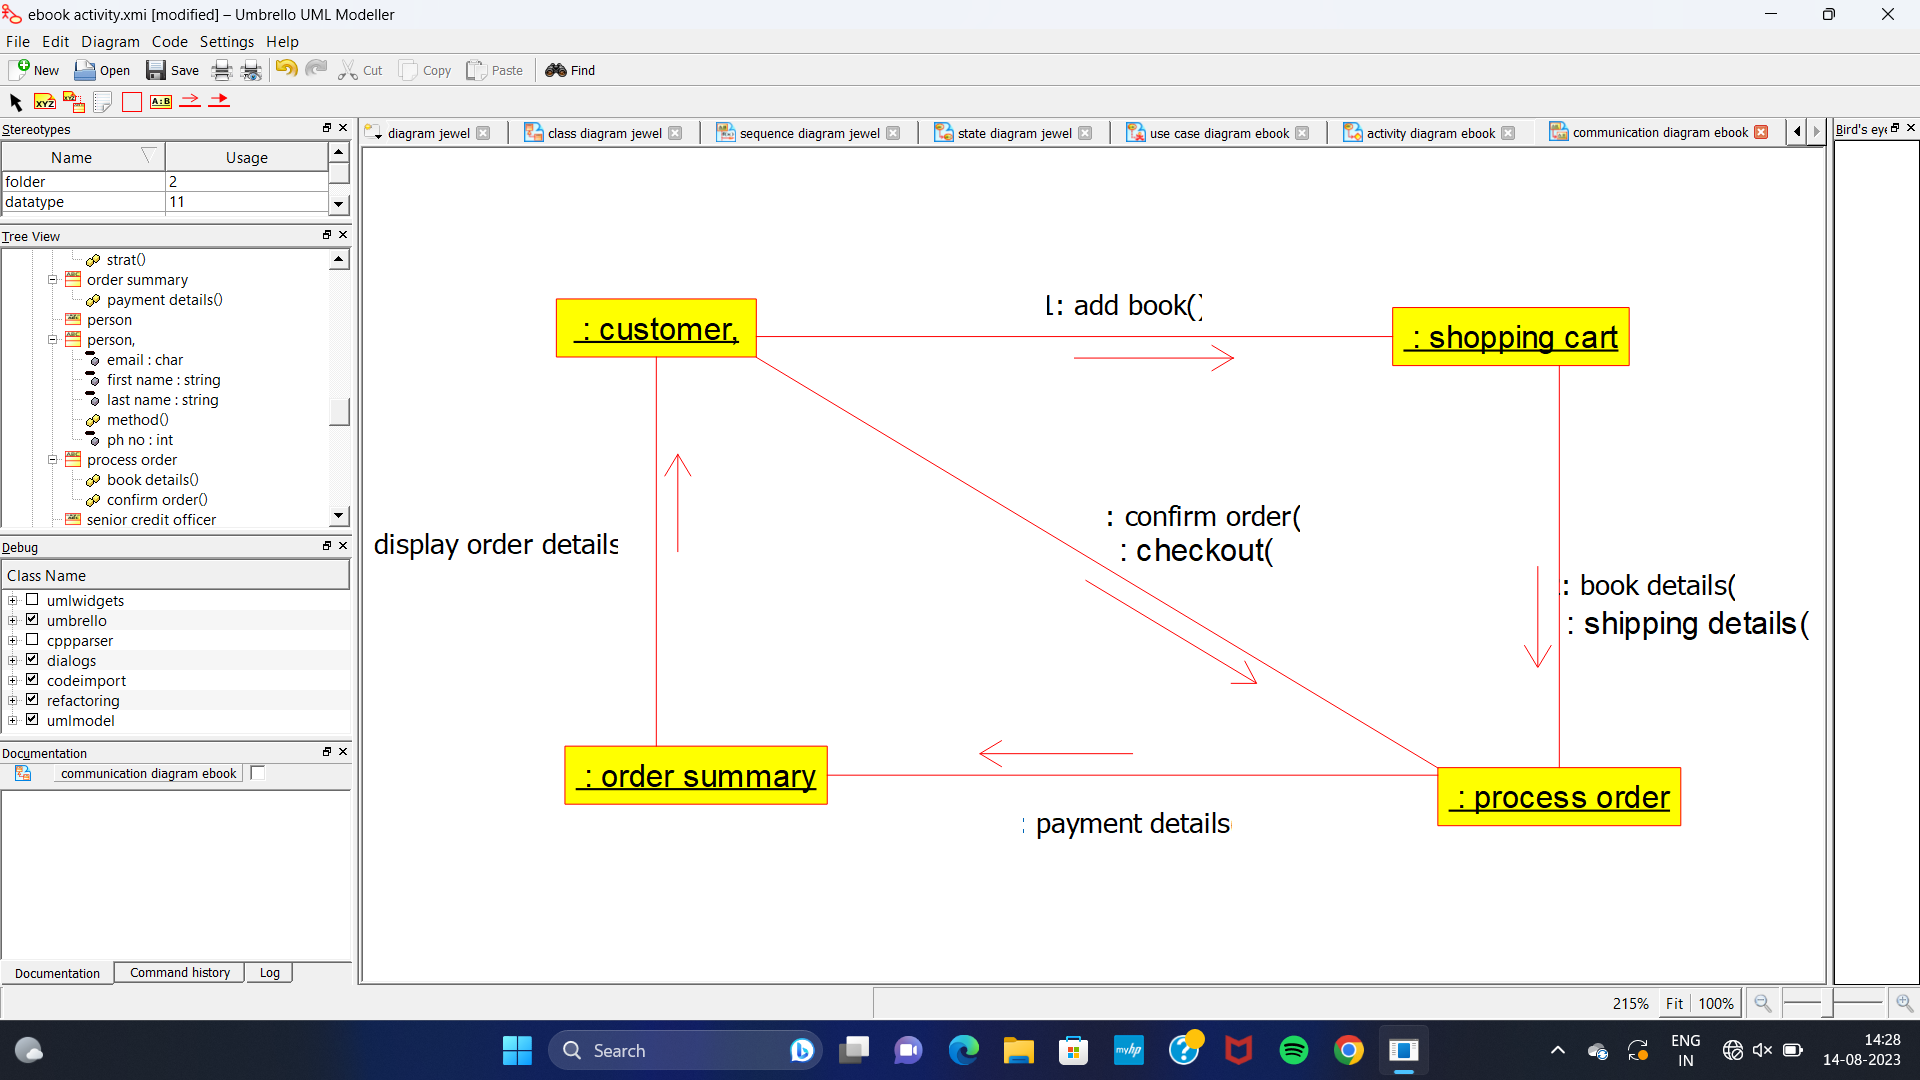 ebook activity.xmi [modified] – Umbrello UML Modeller
File Edit Diagram Code Settings Help
New Open Save Cut Copy Paste Find
XYZ XYZ A:B
Stereotypes
Name Usage
folder 2
datatype 11
Tree View
strat()
order summary
payment details()
person
person,
email : char
first name : string
last name : string
method()
ph no : int
process order
book details()
confirm order()
senior credit officer
Debug
Class Name
umlwidgets
umbrello
cppparser
dialogs
codeimport
refactoring
umlmodel
Documentation
communication diagram ebook
Documentation Command history Log
diagram jewel class diagram jewel sequence diagram jewel state diagram jewel use case diagram ebook activity diagram ebook communication diagram ebook
Bird's eye
: customer,
1: add book()
: shopping cart
: confirm order(
: checkout(
display order details
: book details(
: shipping details(
: order summary
: payment details
: process order
215% Fit 100%
Search
myhp
ENG
IN
14:28
14-08-2023